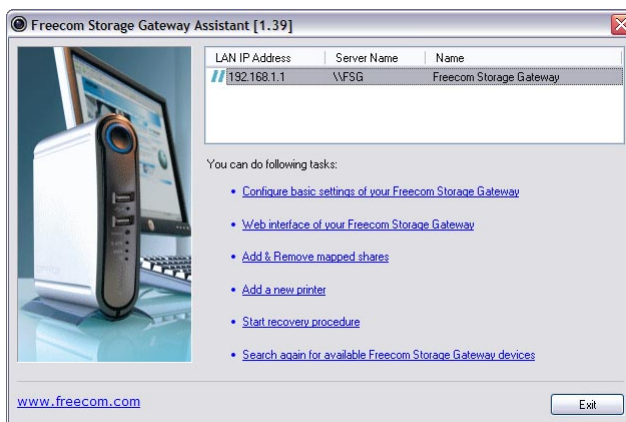 Freecom Storage Gateway Assistant [1.39]
LAN IP Address Server Name Name
192.168.1.1 \\FSG Freecom Storage Gateway
You can do following tasks:
• Configure basic settings of your Freecom Storage Gateway
• Web interface of your Freecom Storage Gateway
• Add & Remove mapped shares
• Add a new printer
• Start recovery procedure
• Search again for available Freecom Storage Gateway devices
www.freecom.com
Exit